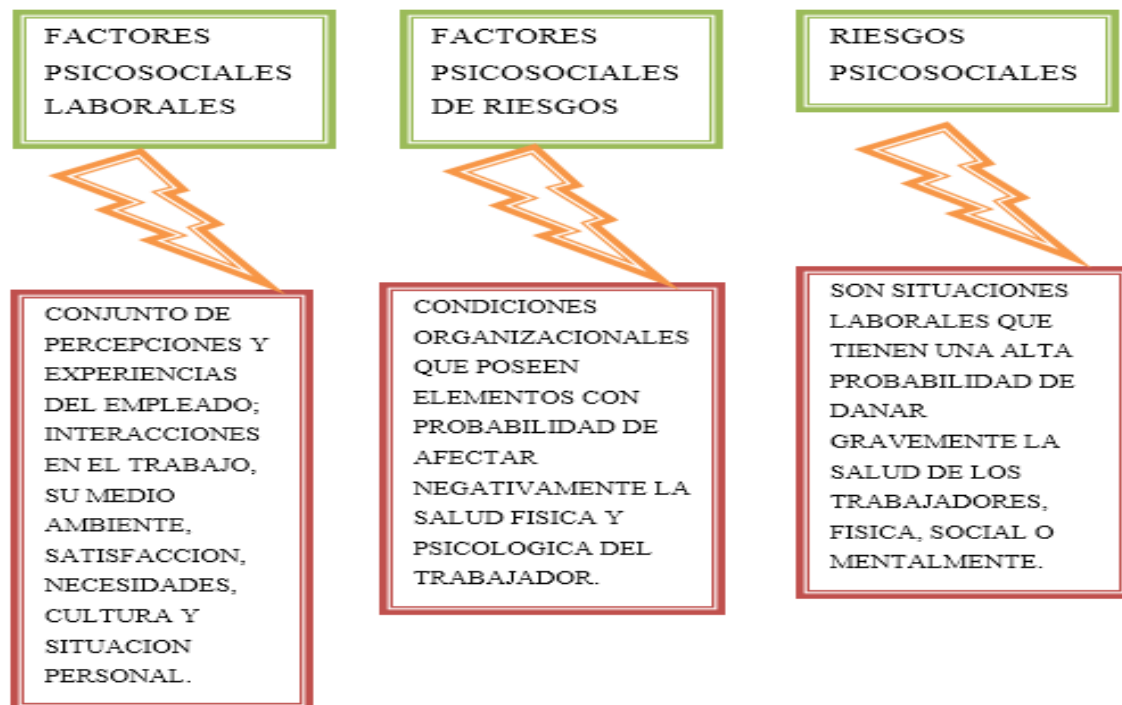 FACTORES
PSICOSOCIALES
LABORALES
FACTORES
PSICOSOCIALES
DE RIESGOS
RIESGOS
PSICOSOCIALES
CONJUNTO DE
PERCEPCIONES Y
EXPERIENCIAS
DEL EMPLEADO;
INTERACCIONES
EN EL TRABAJO,
SU MEDIO
AMBIENTE,
SATISFACCION,
NECESIDADES,
CULTURA Y
SITUACION
PERSONAL.
CONDICIONES
ORGANIZACIONALES
QUE POSEEN
ELEMENTOS CON
PROBABILIDAD DE
AFECTAR
NEGATIVAMENTE LA
SALUD FISICA Y
PSICOLOGICA DEL
TRABAJADOR.
SON SITUACIONES
LABORALES QUE
TIENEN UNA ALTA
PROBABILIDAD DE
DANAR
GRAVEMENTE LA
SALUD DE LOS
TRABAJADORES,
FISICA, SOCIAL O
MENTALMENTE.